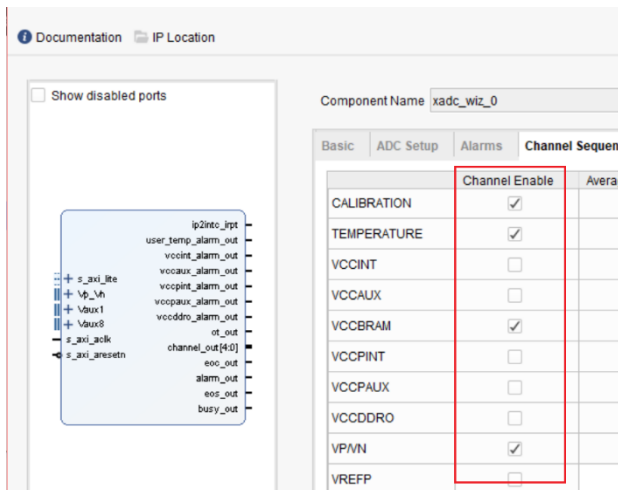 Documentation IP Location
Show disabled ports
Component Name xadc_wiz_0
Basic ADC Setup Alarms Channel Sequen
Channel Enable Avera
CALIBRATION
TEMPERATURE
VCCINT
VCCAUX
VCCBRAM
VCCPINT
VCCPAUX
VCCDDRO
VP/VN
VREFP
s_axi_lite
Vp_Vn
Vaux1
Vaux8
s_axi_aclk
s_axi_aresetn
ip2intc_irpt
user_temp_alarm_out
vccint_alarm_out
vccaux_alarm_out
vccpint_alarm_out
vccpaux_alarm_out
vccddro_alarm_out
ot_out
channel_out[4:0]
eoc_out
alarm_out
eos_out
busy_out